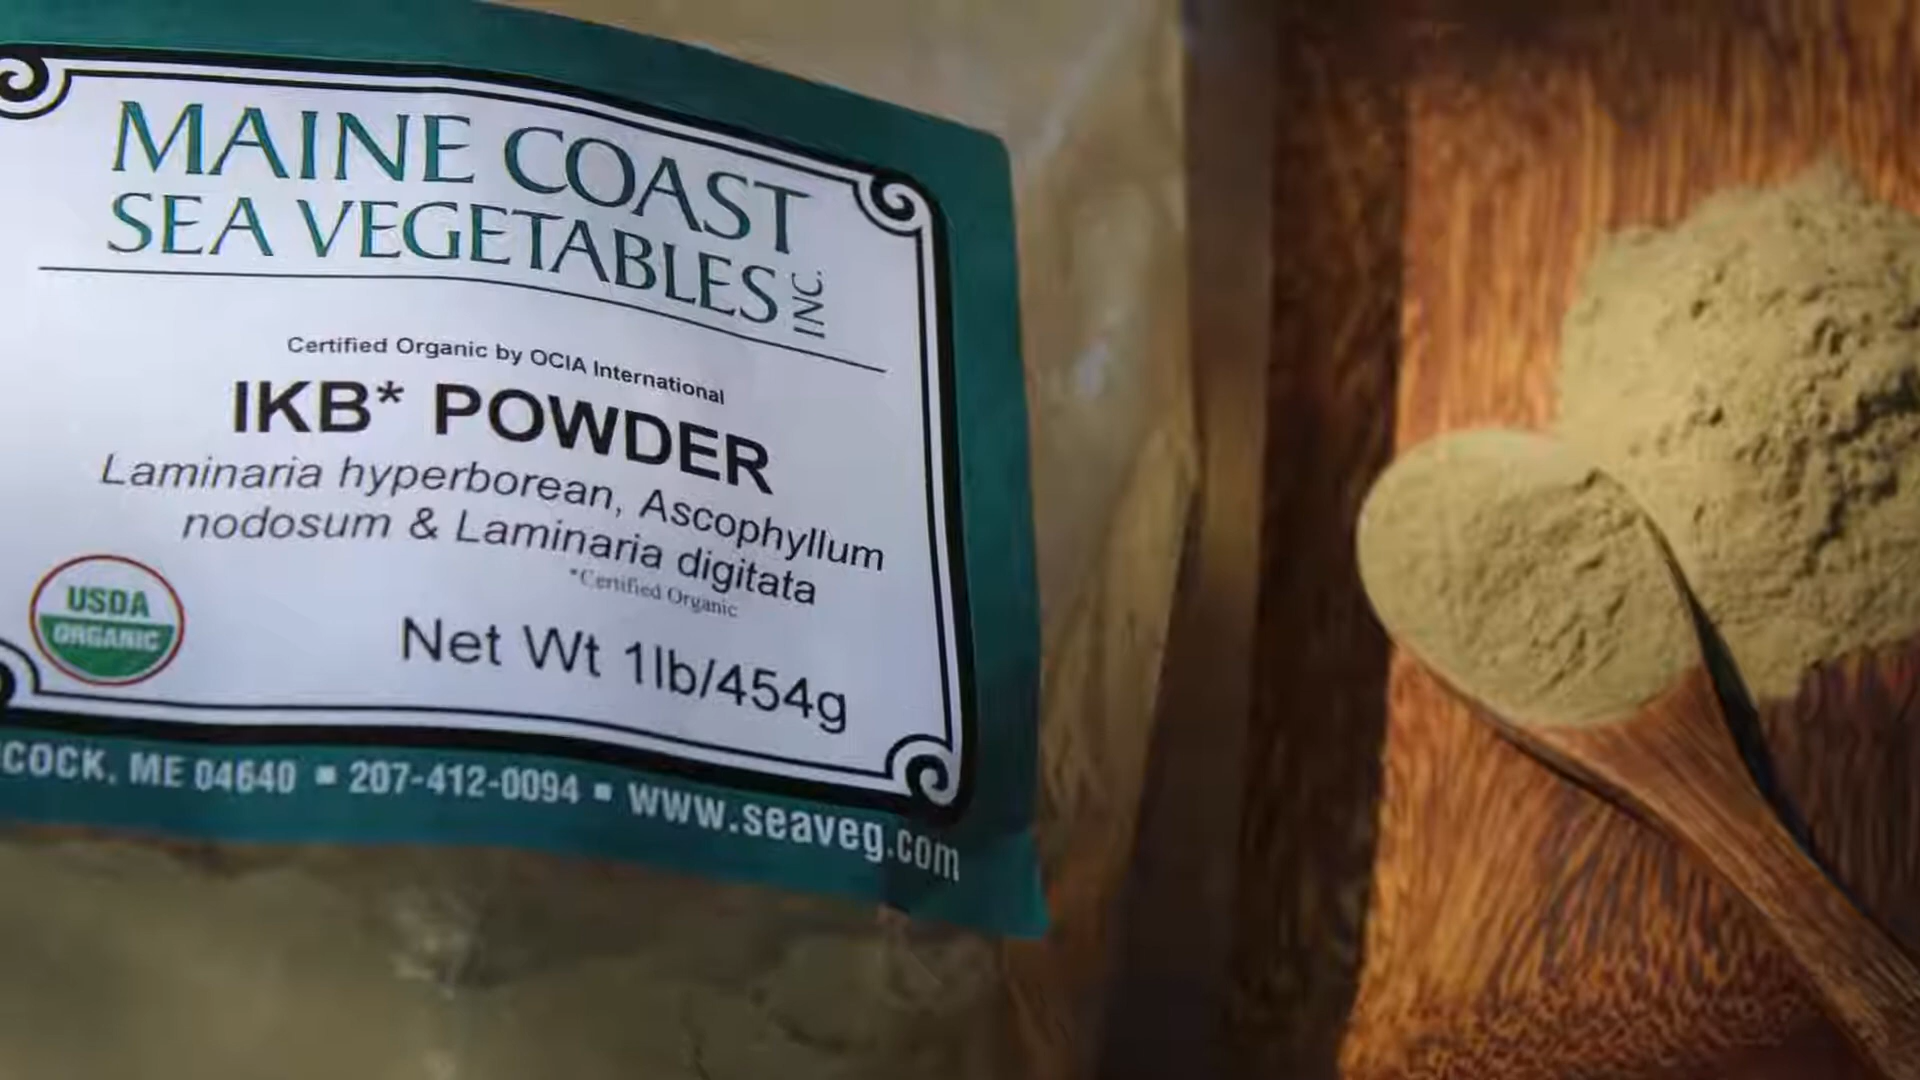 MAINE COAST
SEA VEGETABLES INC.
Certified Organic by OCIA International
IKB* POWDER
Laminaria hyperborean, Ascophyllum
nodosum & Laminaria digitata
*Certified Organic
USDA
ORGANIC
Net Wt 1lb/454g
COCK, ME 04640 ▪ 207-412-0094 ▪ www.seaveg.com